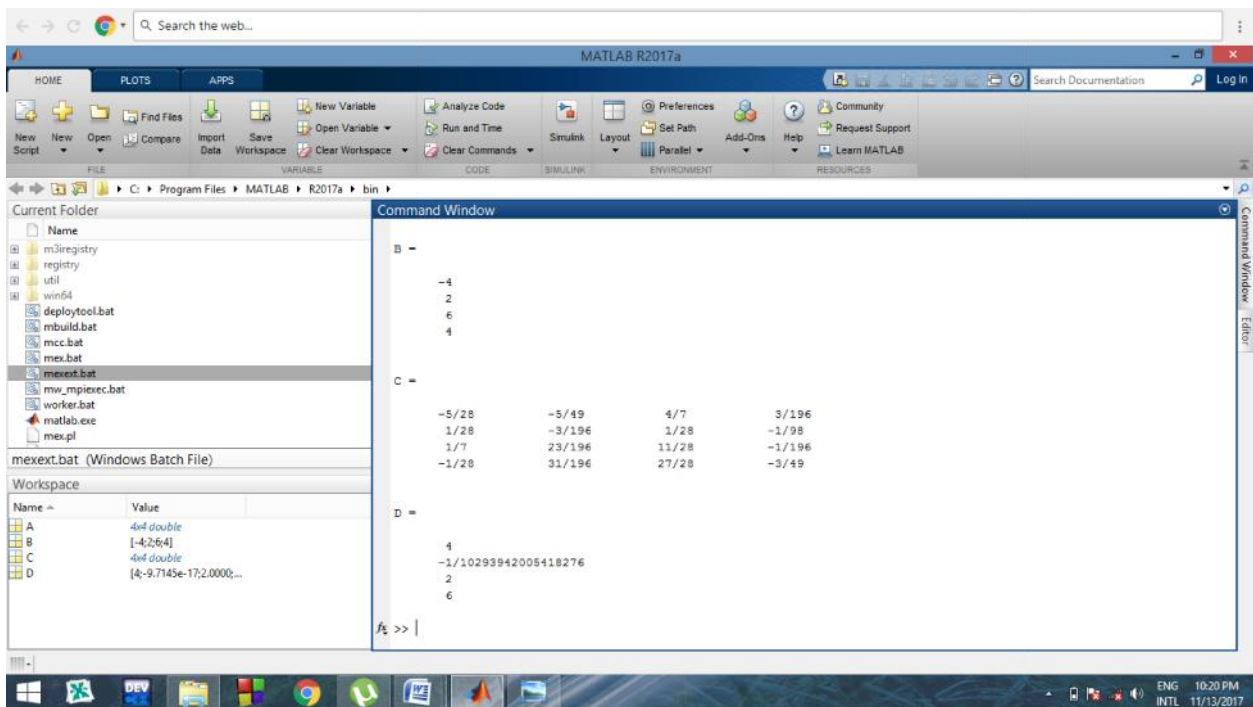 Search the web...
MATLAB R2017a
HOME PLOTS APPS
Search Documentation Log In
New Script
New
Open
Find Files
Compare
Import Data
Save Workspace
New Variable
Open Variable
Clear Workspace
Analyze Code
Run and Time
Clear Commands
Simulink
Layout
Preferences
Set Path
Parallel
Add-Ons
Help
Community
Request Support
Learn MATLAB
FILE VARIABLE CODE SIMULINK ENVIRONMENT RESOURCES
C: Program Files MATLAB R2017a bin
Current Folder
Name
m3iregistry
registry
util
win64
deploytool.bat
mbuild.bat
mcc.bat
mex.bat
mexext.bat
mw_mpiexec.bat
worker.bat
matlab.exe
mex.pl
mexext.bat (Windows Batch File)
Workspace
Name Value
A 4x4 double
B [-4;2;6;4]
C 4x4 double
D [4;-9.7145e-17;2.0000;...
Command Window
B =
-4
2
6
4
C =
-5/28 -5/49 4/7 3/196
1/28 -3/196 1/28 -1/98
1/7 23/196 11/28 -1/196
-1/28 31/196 27/28 -3/49
D =
4
-1/10293942005418276
2
6
fx >>
Command Window
Editor
DEV
ENG 10:20 PM
INTL 11/13/2017